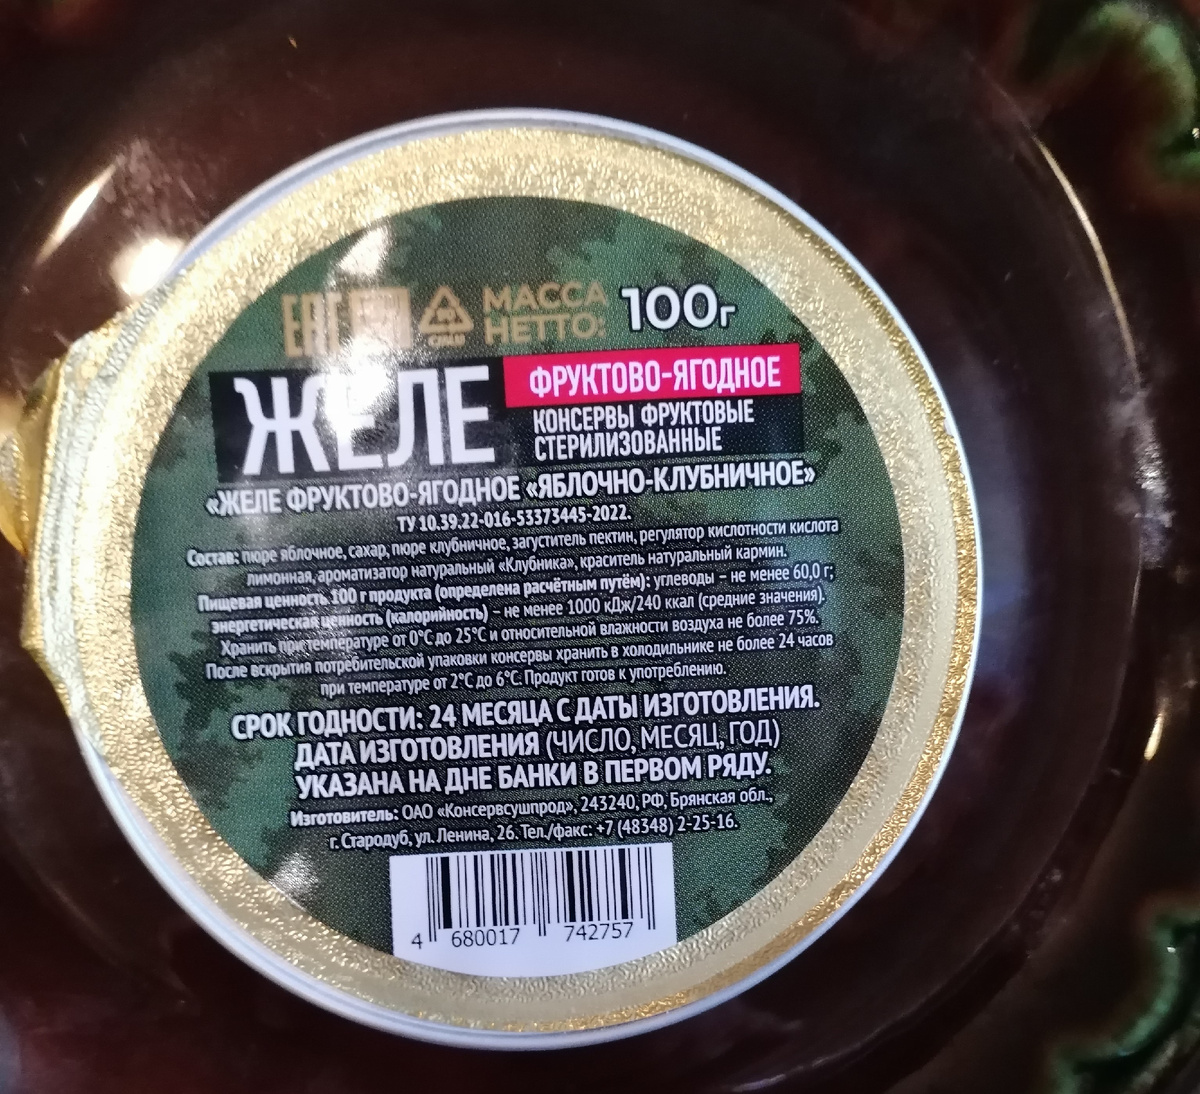 ЕАС МАССА
НЕТТО: 100г
ЖЕЛЕ ФРУКТОВО-ЯГОДНОЕ
КОНСЕРВЫ ФРУКТОВЫЕ
СТЕРИЛИЗОВАННЫЕ
«ЖЕЛЕ ФРУКТОВО-ЯГОДНОЕ «ЯБЛОЧНО-КЛУБНИЧНОЕ»
ТУ 10.39.22-016-53373445-2022.
Состав: пюре яблочное, сахар, пюре клубничное, загуститель пектин, регулятор кислотности кислота
лимонная, ароматизатор натуральный «Клубника», краситель натуральный кармин.
Пищевая ценность 100 г продукта (определена расчётным путём): углеводы – не менее 60,0 г;
энергетическая ценность (калорийность) – не менее 1000 кДж/240 ккал (средние значения).
Хранить при температуре от 0°С до 25°С и относительной влажности воздуха не более 75%.
После вскрытия потребительской упаковки консервы хранить в холодильнике не более 24 часов
при температуре от 2°С до 6°С. Продукт готов к употреблению.
СРОК ГОДНОСТИ: 24 МЕСЯЦА С ДАТЫ ИЗГОТОВЛЕНИЯ.
ДАТА ИЗГОТОВЛЕНИЯ (ЧИСЛО, МЕСЯЦ, ГОД)
УКАЗАНА НА ДНЕ БАНКИ В ПЕРВОМ РЯДУ.
Изготовитель: ОАО «Консервсушпрод», 243240, РФ, Брянская обл.,
г. Стародуб, ул. Ленина, 26. Тел./факс: +7 (48348) 2-25-16.
4 680017 742757